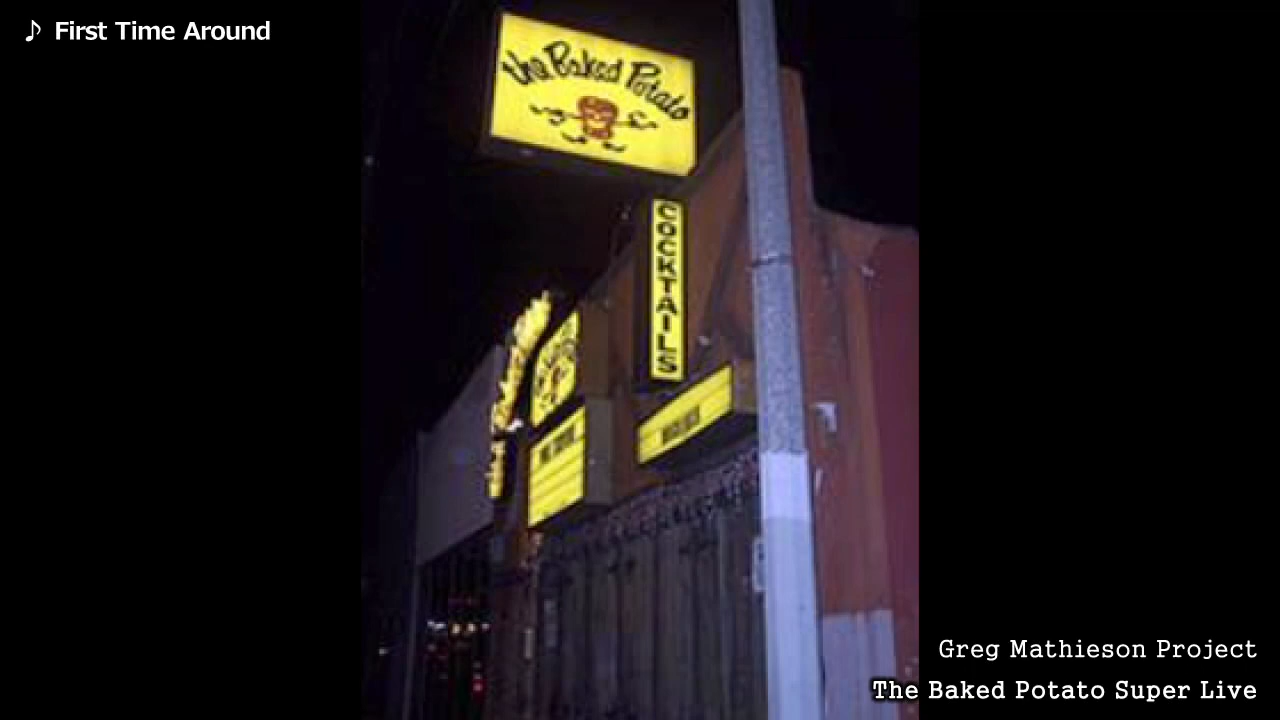 ♪ First Time Around
the Baked Potato
COCKTAILS
Greg Mathieson Project
The Baked Potato Super Live